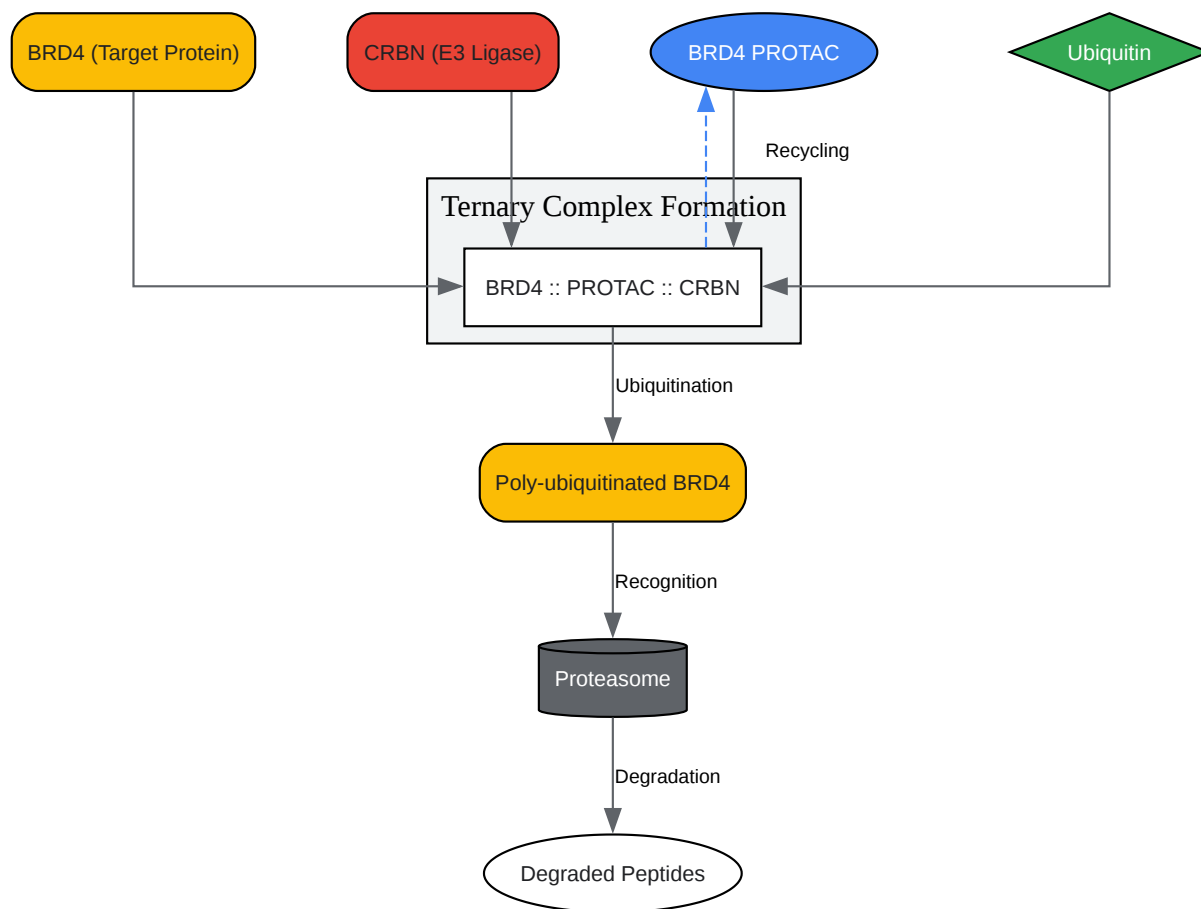 BRD4 (Target Protein)
CRBN (E3 Ligase)
BRD4 PROTAC
Ubiquitin
Recycling
Ternary Complex Formation
BRD4 :: PROTAC :: CRBN
Ubiquitination
Poly-ubiquitinated BRD4
Recognition
Proteasome
Degradation
Degraded Peptides